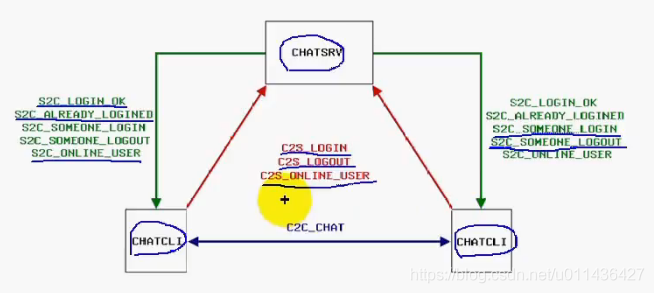 CHATSRV
S2C_LOGIN_OK
S2C_ALREADY_LOGINED
S2C_SOMEONE_LOGIN
S2C_SOMEONE_LOGOUT
S2C_ONLINE_USER
S2C_LOGIN_OK
S2C_ALREADY_LOGINED
S2C_SOMEONE_LOGIN
S2C_SOMEONE_LOGOUT
S2C_ONLINE_USER
C2S_LOGIN
C2S_LOGOUT
C2S_ONLINE_USER
C2C_CHAT
CHATCLI
CHATCLI
https://blog.csdn.net/u011436427